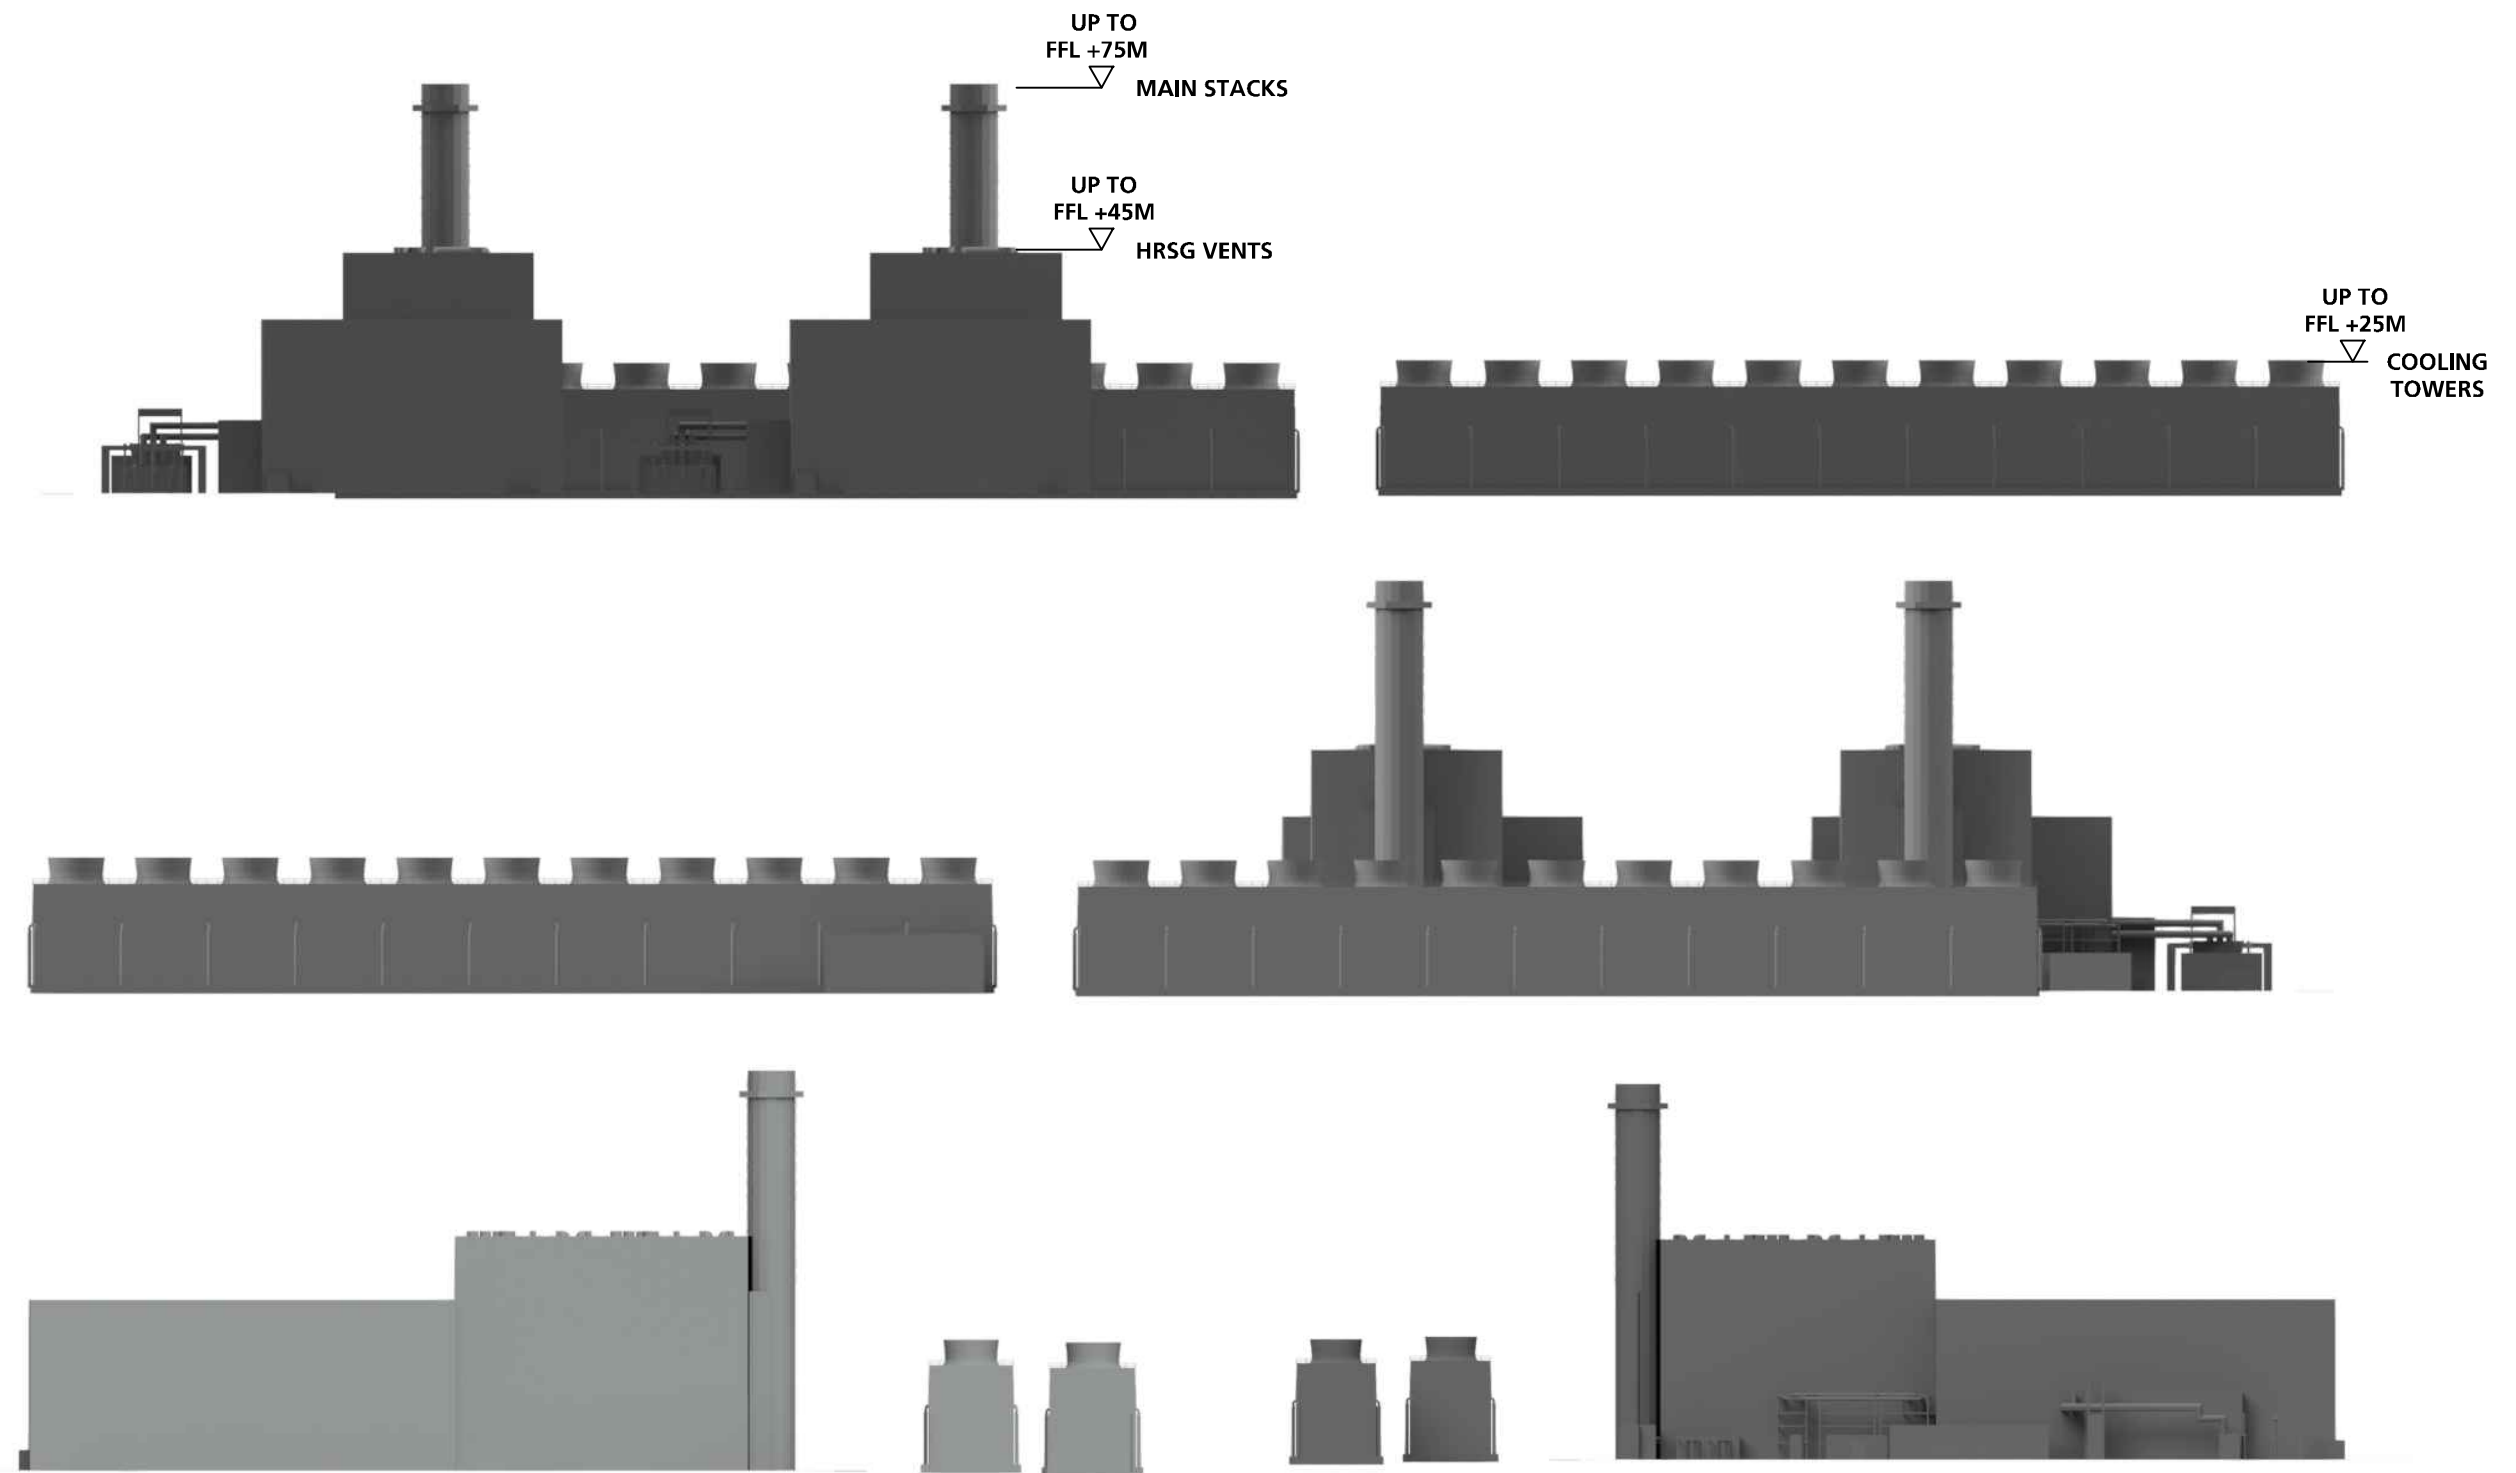 UP TO
FFL +75M
MAIN STACKS
UP TO
FFL +45M
HRSG VENTS
UP TO
FFL +25M
COOLING
TOWERS